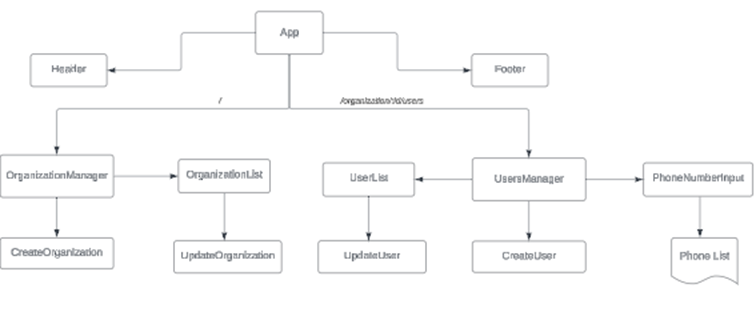 App
Header
Footer
/
/organization/:id/users
OrganizationManager
OrganizationList
UserList
UsersManager
PhoneNumberInput
CreateOrganization
UpdateOrganization
UpdateUser
CreateUser
Phone List